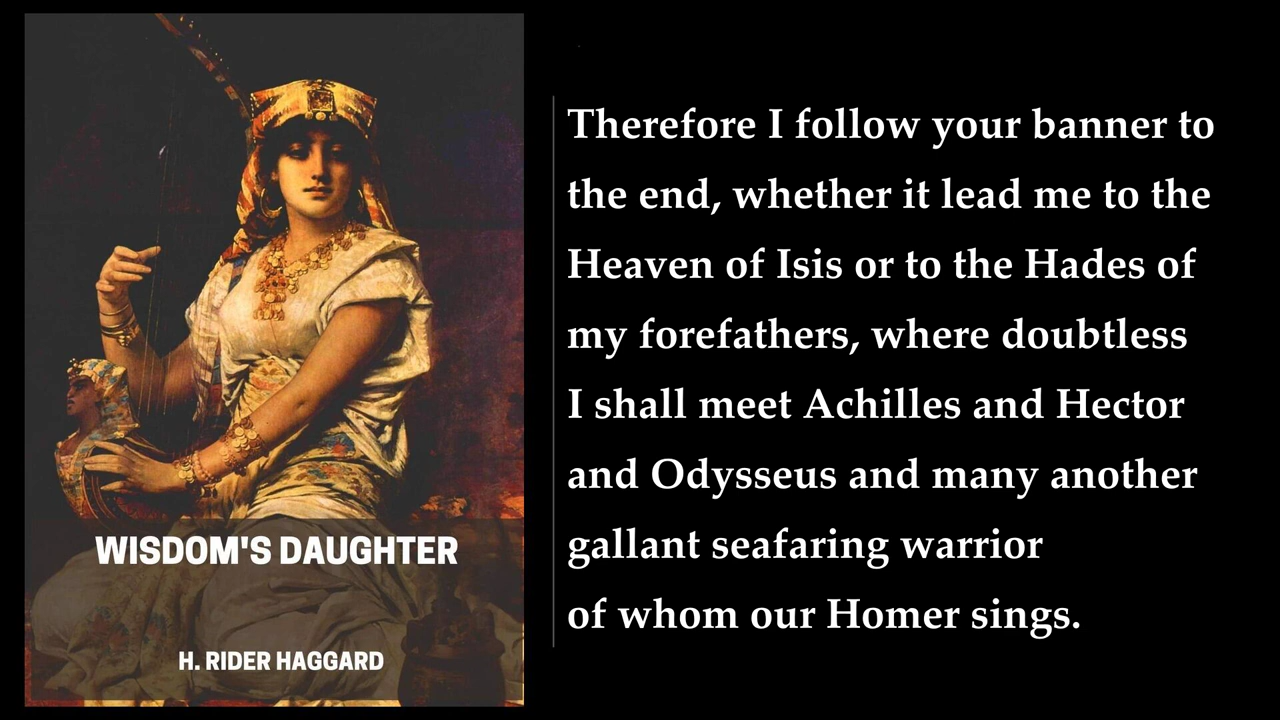 WISDOM'S DAUGHTER
H. RIDER HAGGARD
Therefore I follow your banner to
the end, whether it lead me to the
Heaven of Isis or to the Hades of
my forefathers, where doubtless
I shall meet Achilles and Hector
and Odysseus and many another
gallant seafaring warrior
of whom our Homer sings.